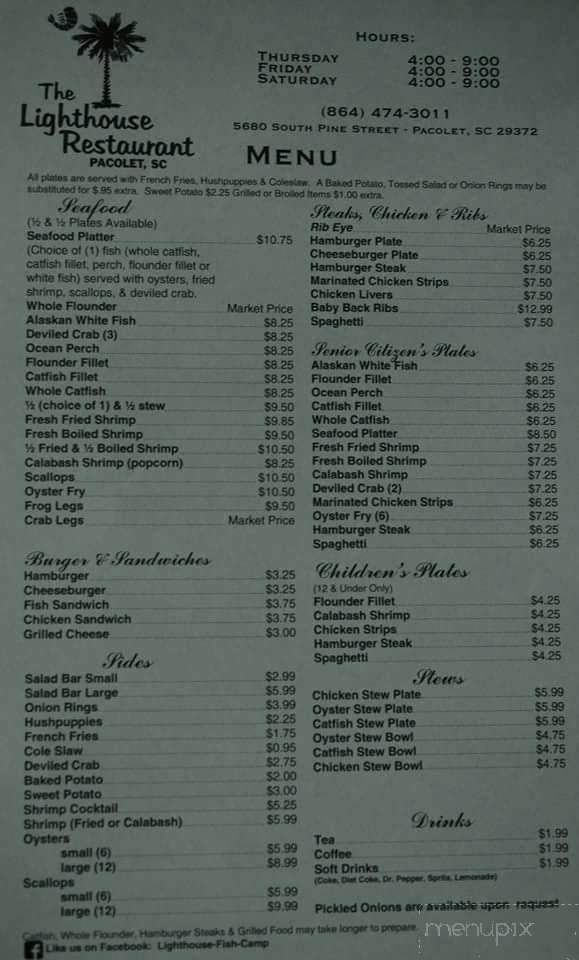 The
Lighthouse
Restaurant
PACOLET, SC
HOURS:
THURSDAY 4:00 - 9:00
FRIDAY 4:00 - 9:00
SATURDAY 4:00 - 9:00
(864) 474-3011
5680 SOUTH PINE STREET - PACOLET, SC 29372
MENU
All plates are served with French Fries, Hushpuppies & Coleslaw. A Baked Potato, Tossed Salad or Onion Rings may be
substituted for $.95 extra. Sweet Potato $2.25 Grilled or Broiled Items $1.00 extra.
Seafood
(½ & ½ Plates Available)
Seafood Platter $10.75
(Choice of (1) fish (whole catfish,
catfish fillet, perch, flounder fillet or
white fish) served with oysters, fried
shrimp, scallops, & deviled crab.
Whole Flounder Market Price
Alaskan White Fish $8.25
Deviled Crab (3) $8.25
Ocean Perch $8.25
Flounder Fillet $8.25
Catfish Fillet $8.25
Whole Catfish $8.25
½ (choice of 1) & ½ stew $9.50
Fresh Fried Shrimp $9.85
Fresh Boiled Shrimp $9.50
½ Fried & ½ Boiled Shrimp $10.50
Calabash Shrimp (popcorn) $8.25
Scallops $10.50
Oyster Fry $10.50
Frog Legs $9.50
Crab Legs Market Price
Burger & Sandwiches
Hamburger $3.25
Cheeseburger $3.25
Fish Sandwich $3.75
Chicken Sandwich $3.75
Grilled Cheese $3.00
Sides
Salad Bar Small $2.99
Salad Bar Large $5.99
Onion Rings $3.99
Hushpuppies $2.25
French Fries $1.75
Cole Slaw $0.95
Deviled Crab $2.75
Baked Potato $2.00
Sweet Potato $3.00
Shrimp Cocktail $5.25
Shrimp (Fried or Calabash) $5.99
Oysters
small (6) $5.99
large (12) $8.99
Scallops
small (6) $5.99
large (12) $9.99
Steaks, Chicken & Ribs
Rib Eye Market Price
Hamburger Plate $6.25
Cheeseburger Plate $6.25
Hamburger Steak $7.50
Marinated Chicken Strips $7.50
Chicken Livers $7.50
Baby Back Ribs $12.99
Spaghetti $7.50
Senior Citizen's Plates
Alaskan White Fish $6.25
Flounder Fillet $6.25
Ocean Perch $6.25
Catfish Fillet $6.25
Whole Catfish $6.25
Seafood Platter $8.50
Fresh Fried Shrimp $7.25
Fresh Boiled Shrimp $7.25
Calabash Shrimp $7.25
Deviled Crab (2) $7.25
Marinated Chicken Strips $6.25
Oyster Fry (6) $7.25
Hamburger Steak $6.25
Spaghetti $6.25
Children's Plates
(12 & Under Only)
Flounder Fillet $4.25
Calabash Shrimp $4.25
Chicken Strips $4.25
Hamburger Steak $4.25
Spaghetti $4.25
Stews
Chicken Stew Plate $5.99
Oyster Stew Plate $5.99
Catfish Stew Plate $5.99
Oyster Stew Bowl $4.75
Catfish Stew Bowl $4.75
Chicken Stew Bowl $4.75
Drinks
Tea $1.99
Coffee $1.99
Soft Drinks $1.99
(Coke, Diet Coke, Dr. Pepper, Sprite, Lemonade)
Pickled Onions are available upon request
Catfish, Whole Flounder, Hamburger Steaks & Grilled Food may take longer to prepare.
Like us on Facebook: Lighthouse-Fish-Camp
menupix